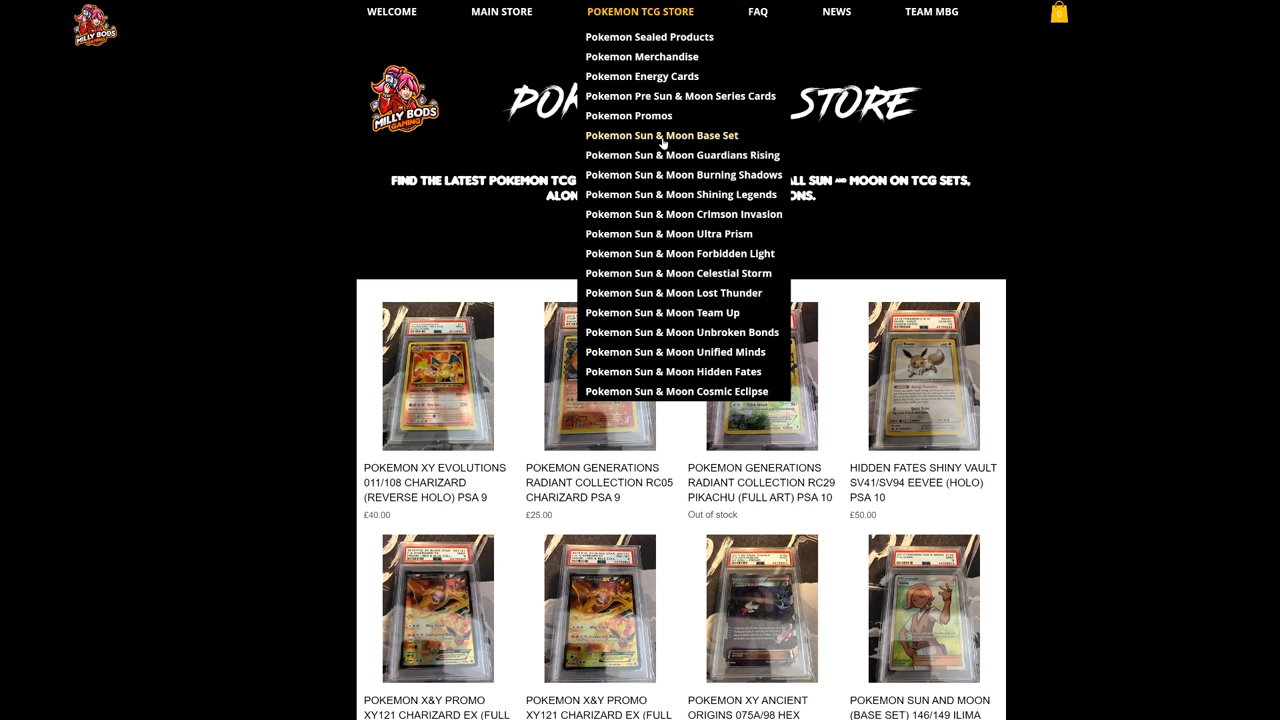 WELCOME
MAIN STORE
POKEMON TCG STORE
FAQ
NEWS
TEAM MBG
0
MILLY BODS
GAMING
Pokemon Sealed Products
Pokemon Merchandise
Pokemon Energy Cards
Pokemon Pre Sun & Moon Series Cards
Pokemon Promos
Pokemon Sun & Moon Base Set
Pokemon Sun & Moon Guardians Rising
Pokemon Sun & Moon Burning Shadows
Pokemon Sun & Moon Shining Legends
Pokemon Sun & Moon Crimson Invasion
Pokemon Sun & Moon Ultra Prism
Pokemon Sun & Moon Forbidden Light
Pokemon Sun & Moon Celestial Storm
Pokemon Sun & Moon Lost Thunder
Pokemon Sun & Moon Team Up
Pokemon Sun & Moon Unbroken Bonds
Pokemon Sun & Moon Unified Minds
Pokemon Sun & Moon Hidden Fates
Pokemon Sun & Moon Cosmic Eclipse
MILLY BODS
GAMING
POK STORE
FIND THE LATEST POKEMON TCG ALL SUN AND MOON ON TCG SETS,
ALON ONS.
POKEMON XY EVOLUTIONS
011/108 CHARIZARD
(REVERSE HOLO) PSA 9
£40.00
POKEMON GENERATIONS
RADIANT COLLECTION RC05
CHARIZARD PSA 9
£25.00
POKEMON GENERATIONS
RADIANT COLLECTION RC29
PIKACHU (FULL ART) PSA 10
Out of stock
HIDDEN FATES SHINY VAULT
SV41/SV94 EEVEE (HOLO)
PSA 10
£50.00
POKEMON X&Y PROMO
XY121 CHARIZARD EX (FULL
POKEMON X&Y PROMO
XY121 CHARIZARD EX (FULL
POKEMON XY ANCIENT
ORIGINS 075A/98 HEX
POKEMON SUN AND MOON
(BASE SET) 146/149 ILIMA